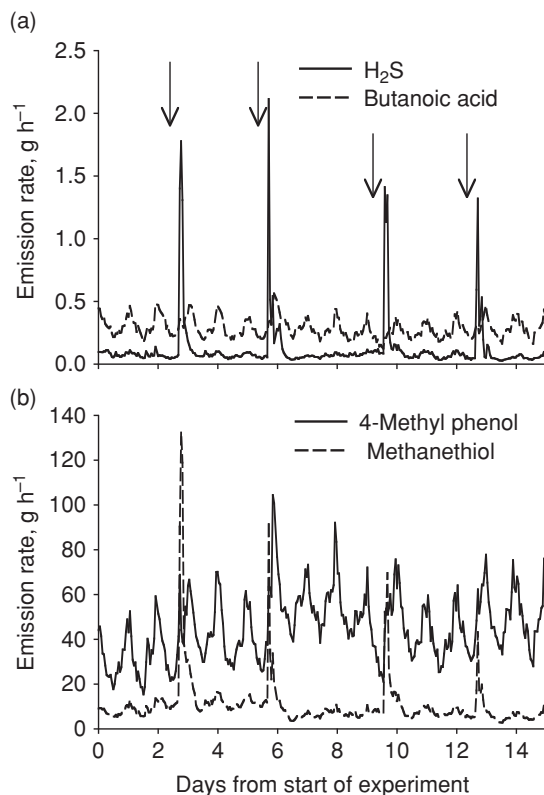 (a)
2.5
2.0
1.5
1.0
0.5
0.0
Emission rate, g h⁻¹
H₂S
Butanoic acid
(b)
140
120
100
80
60
40
20
0
Emission rate, g h⁻¹
4-Methyl phenol
Methanethiol
0 2 4 6 8 10 12 14
Days from start of experiment